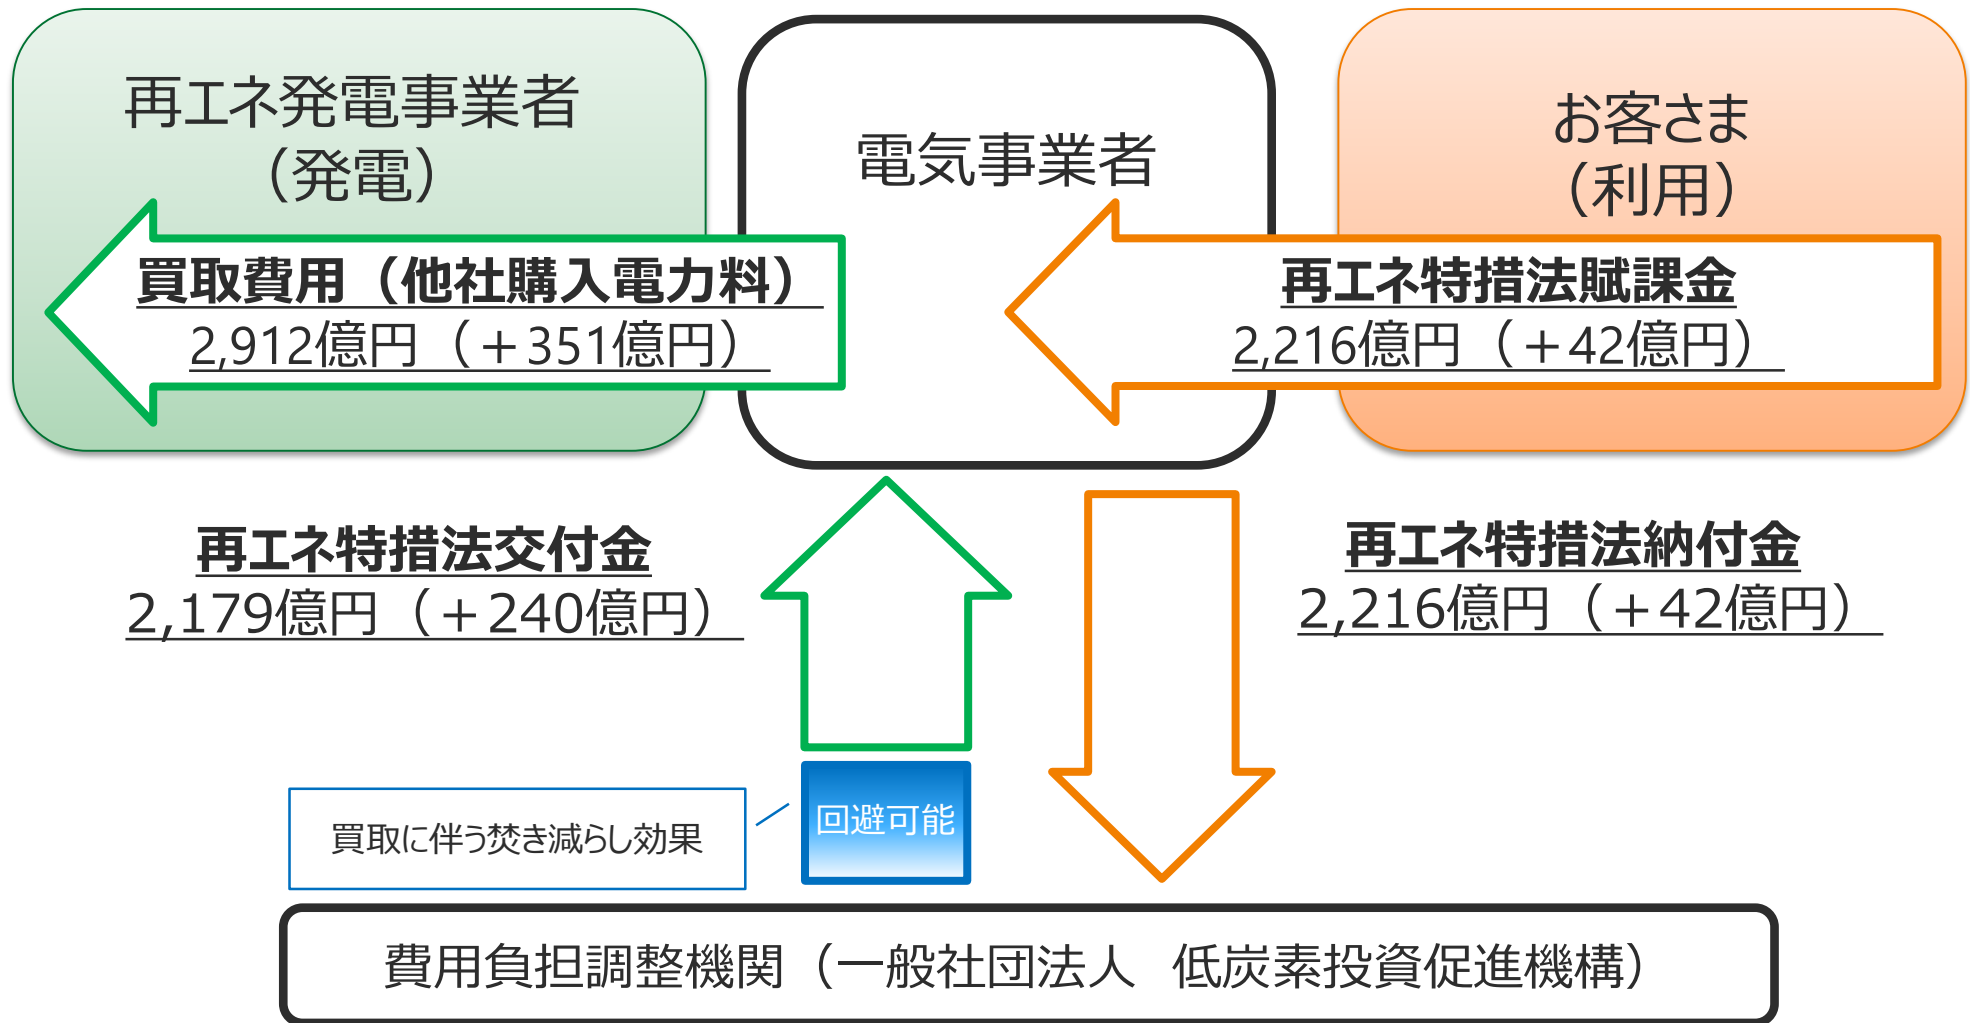 再エネ発電事業者
（発電）
電気事業者
お客さま
（利用）
買取費用（他社購入電力料）
2,912億円（＋351億円）
再エネ特措法賦課金
2,216億円（＋42億円）
再エネ特措法交付金
2,179億円（＋240億円）
再エネ特措法納付金
2,216億円（＋42億円）
買取に伴う焚き減らし効果
回避可能
費用負担調整機関（一般社団法人　低炭素投資促進機構）